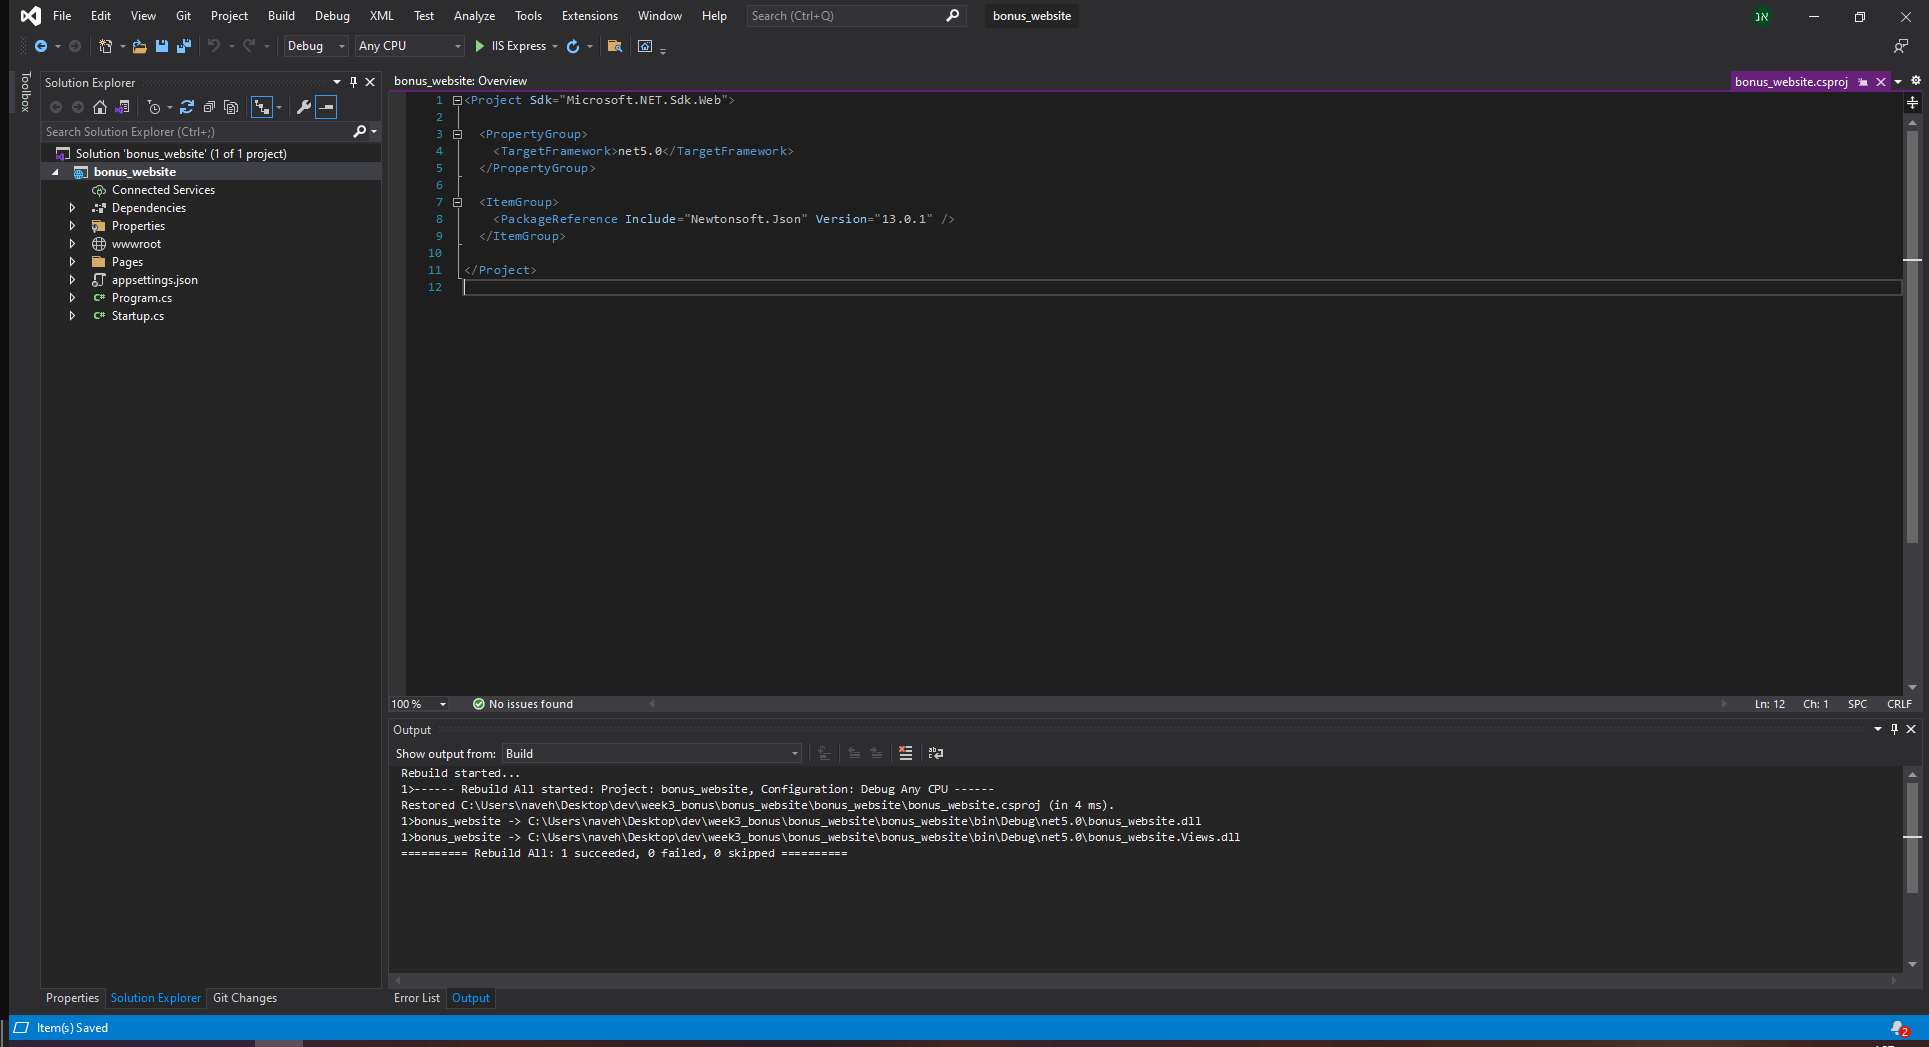 File Edit View Git Project Build Debug XML Test Analyze Tools Extensions Window Help Search (Ctrl+Q) bonus_website אנ
Debug Any CPU IIS Express
Toolbox
Solution Explorer
Search Solution Explorer (Ctrl+;)
Solution 'bonus_website' (1 of 1 project)
bonus_website
Connected Services
Dependencies
Properties
wwwroot
Pages
appsettings.json
C# Program.cs
C# Startup.cs
Properties Solution Explorer Git Changes
bonus_website: Overview bonus_website.csproj
1 <Project Sdk="Microsoft.NET.Sdk.Web">
2
3 <PropertyGroup>
4 <TargetFramework>net5.0</TargetFramework>
5 </PropertyGroup>
6
7 <ItemGroup>
8 <PackageReference Include="Newtonsoft.Json" Version="13.0.1" />
9 </ItemGroup>
10
11 </Project>
12
100 % No issues found Ln: 12 Ch: 1 SPC CRLF
Output
Show output from: Build
Rebuild started...
1>------ Rebuild All started: Project: bonus_website, Configuration: Debug Any CPU ------
Restored C:\Users\naveh\Desktop\dev\week3_bonus\bonus_website\bonus_website\bonus_website.csproj (in 4 ms).
1>bonus_website -> C:\Users\naveh\Desktop\dev\week3_bonus\bonus_website\bonus_website\bin\Debug\net5.0\bonus_website.dll
1>bonus_website -> C:\Users\naveh\Desktop\dev\week3_bonus\bonus_website\bonus_website\bin\Debug\net5.0\bonus_website.Views.dll
========== Rebuild All: 1 succeeded, 0 failed, 0 skipped ==========
Error List Output
Item(s) Saved 2